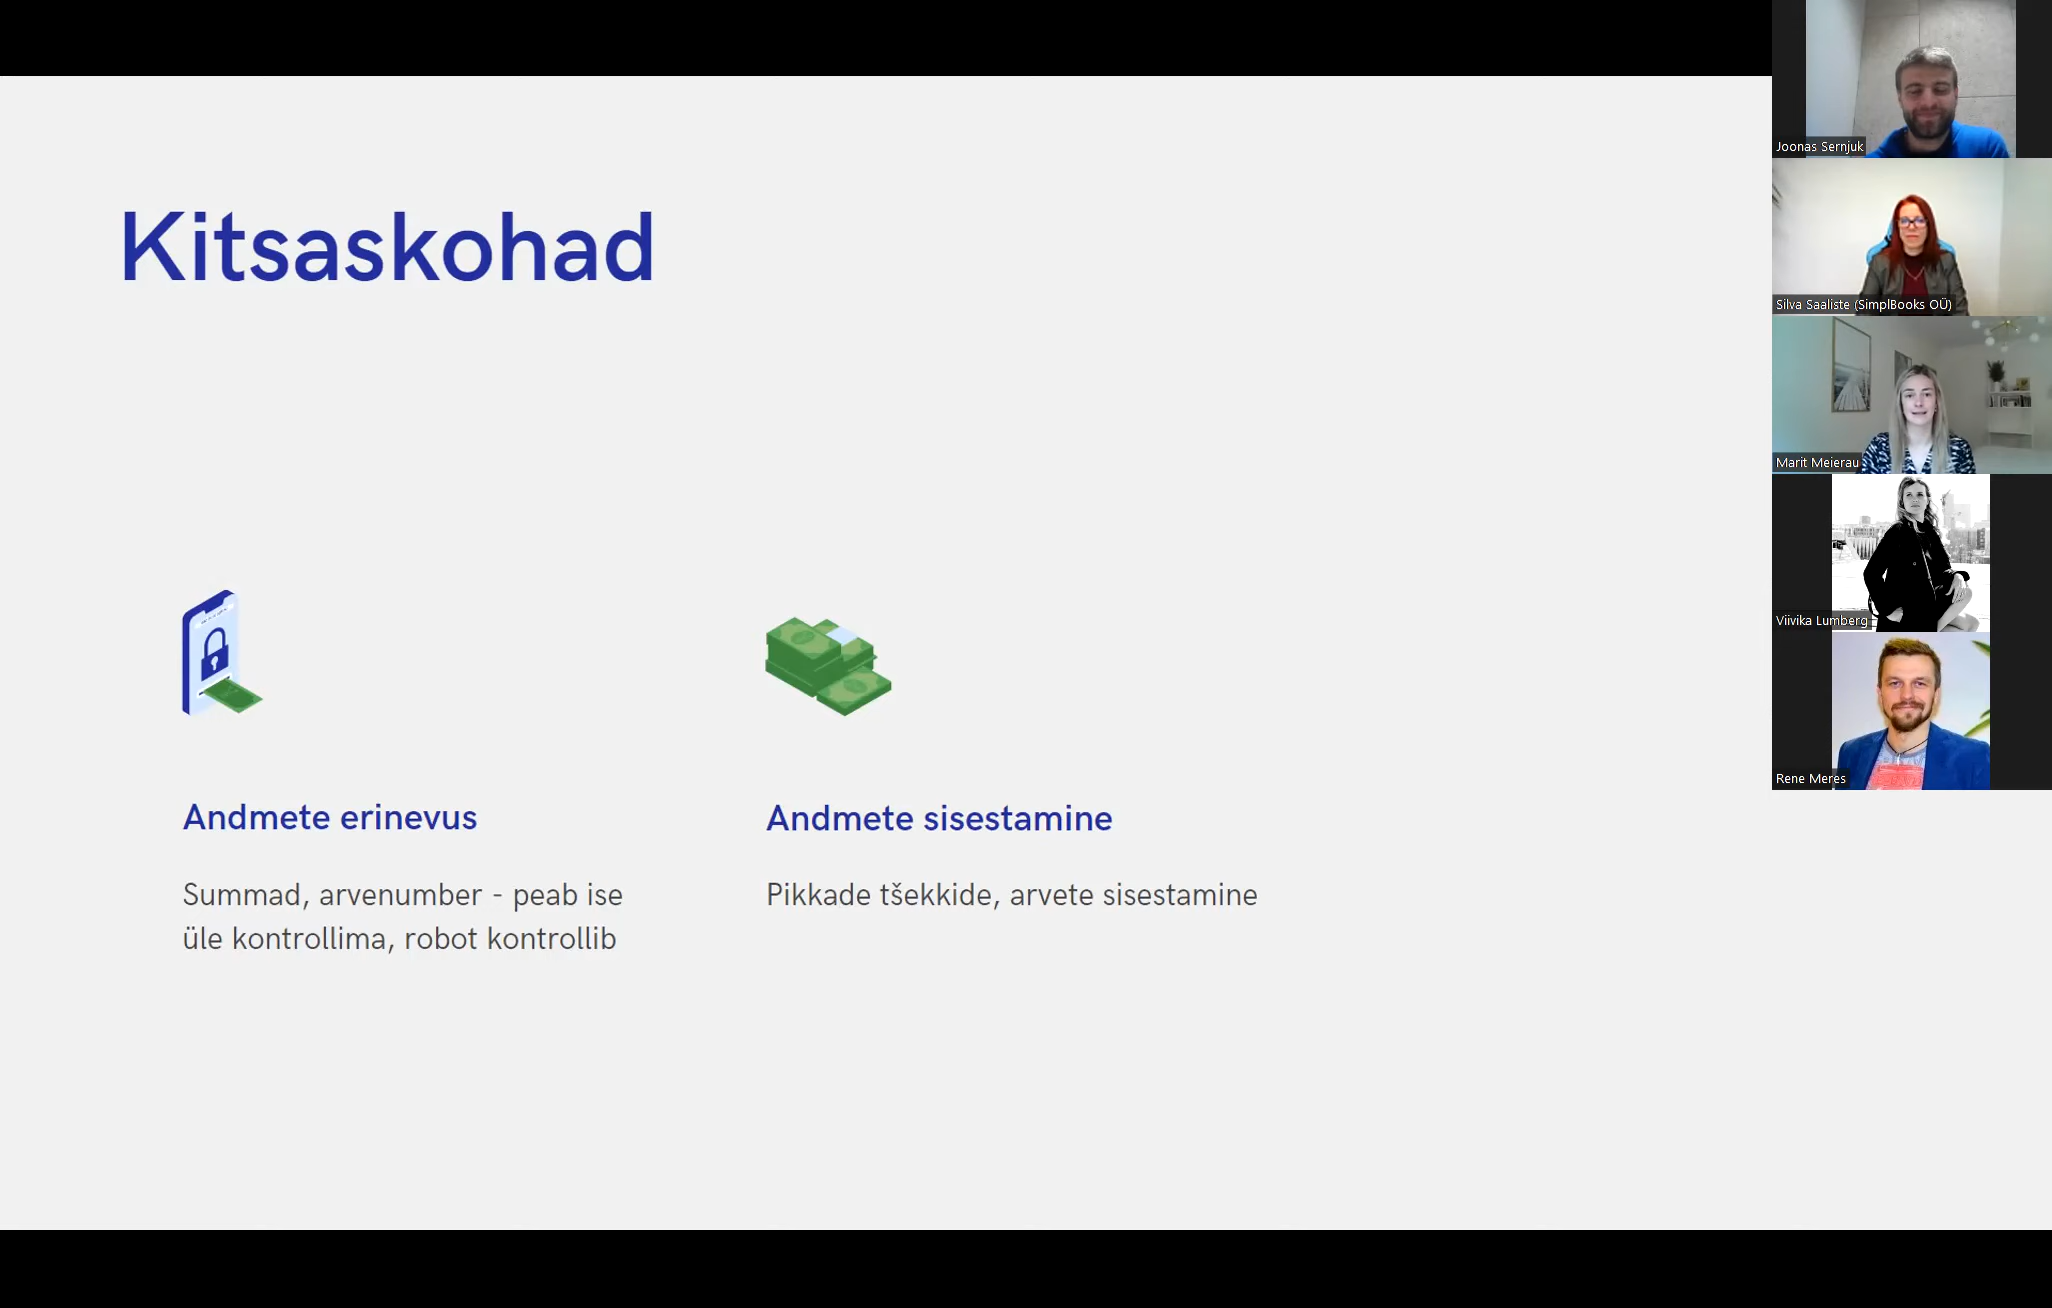 Kitsaskohad
Andmete erinevus
Summad, arvenumber - peab ise
üle kontrollima, robot kontrollib
Andmete sisestamine
Pikkade tšekkide, arvete sisestamine
Joonas Sernjuk
Silva Saaliste (SimplBooks OÜ)
Marit Meierau
Viivika Lumberg
Rene Meres